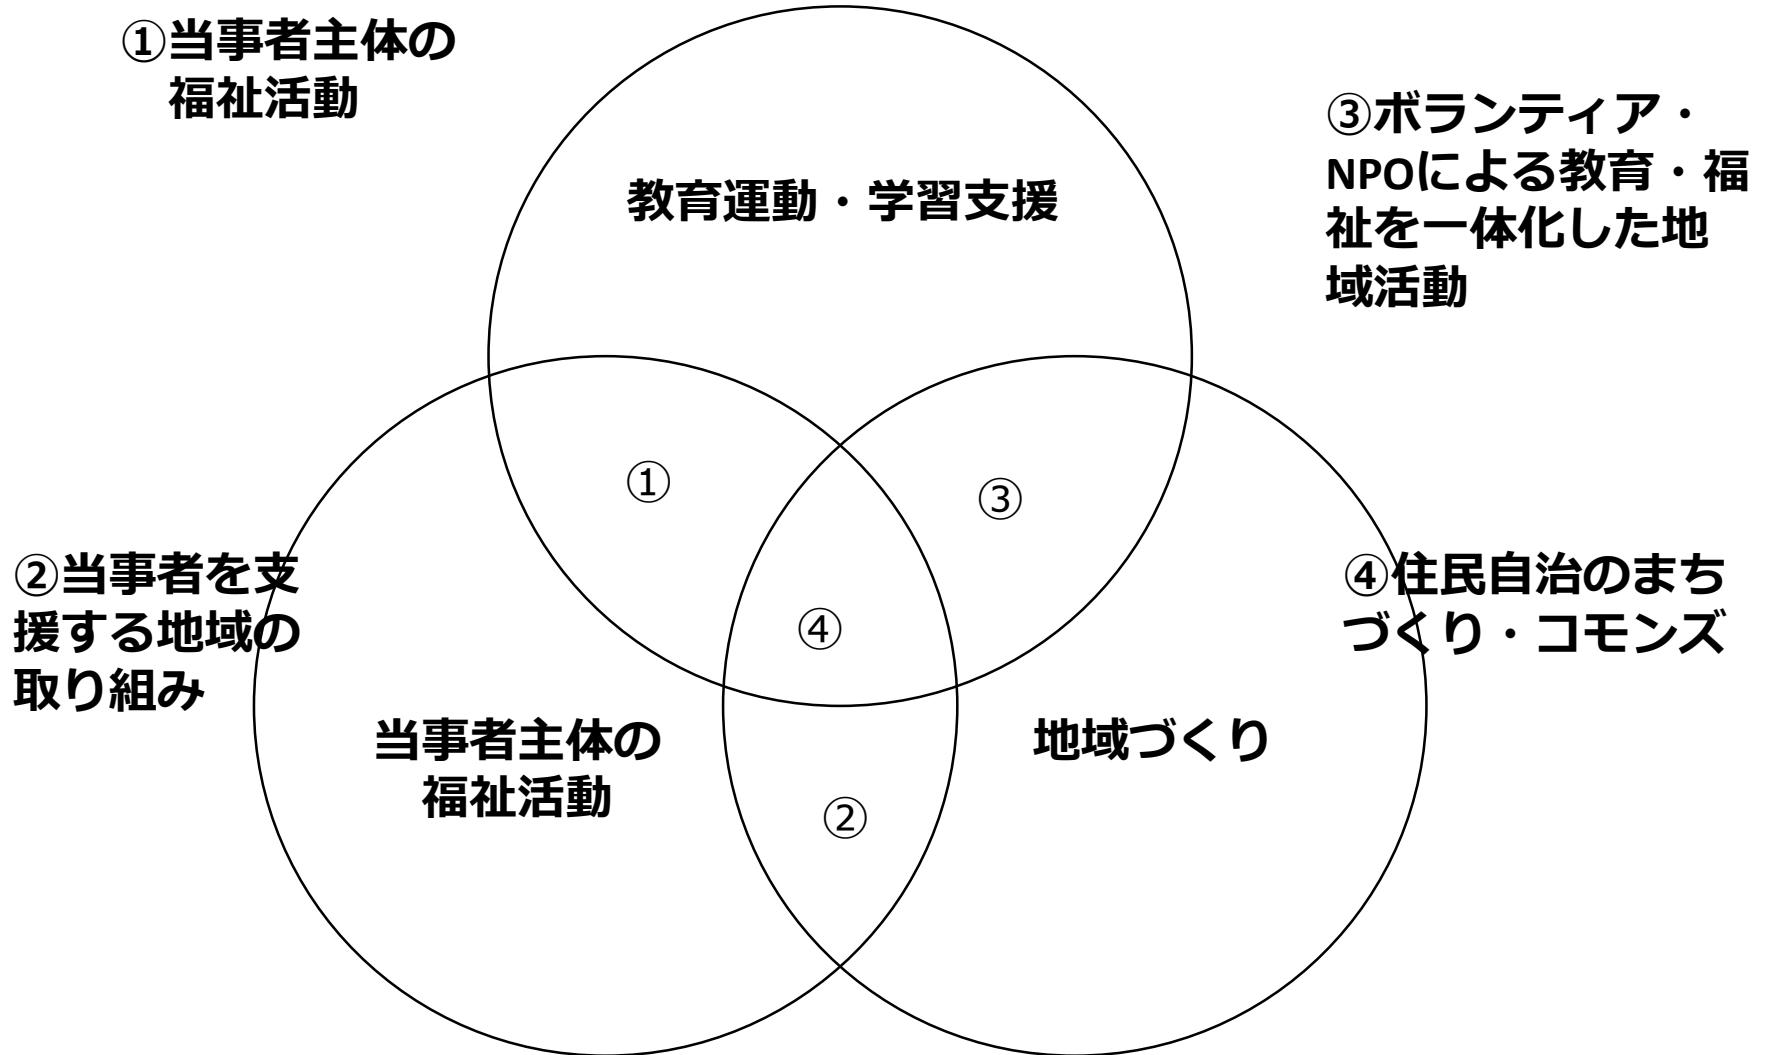 ①当事者主体の
福祉活動
③ボランティア・
NPOによる教育・福
祉を一体化した地
域活動
教育運動・学習支援
①
③
②当事者を支
援する地域の
取り組み
④住民自治のまち
づくり・コモンズ
④
当事者主体の
福祉活動
地域づくり
②